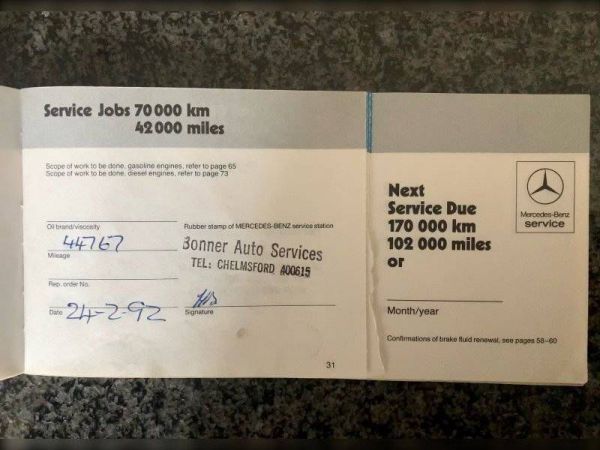 Service Jobs 70 000 km
42 000 miles
Scope of work to be done, gasoline engines, refer to page 65
Scope of work to be done, diesel engines, refer to page 73
Oil brand/viscosity
44767
Mileage
Rep. order No.
Date 24-2-92
Rubber stamp of MERCEDES-BENZ service station
Bonner Auto Services
TEL: CHELMSFORD 400615
Signature
31
Next
Service Due
170 000 km
102 000 miles
or
Month/year
Confirmations of brake fluid renewal, see pages 58–60
Mercedes-Benz
service